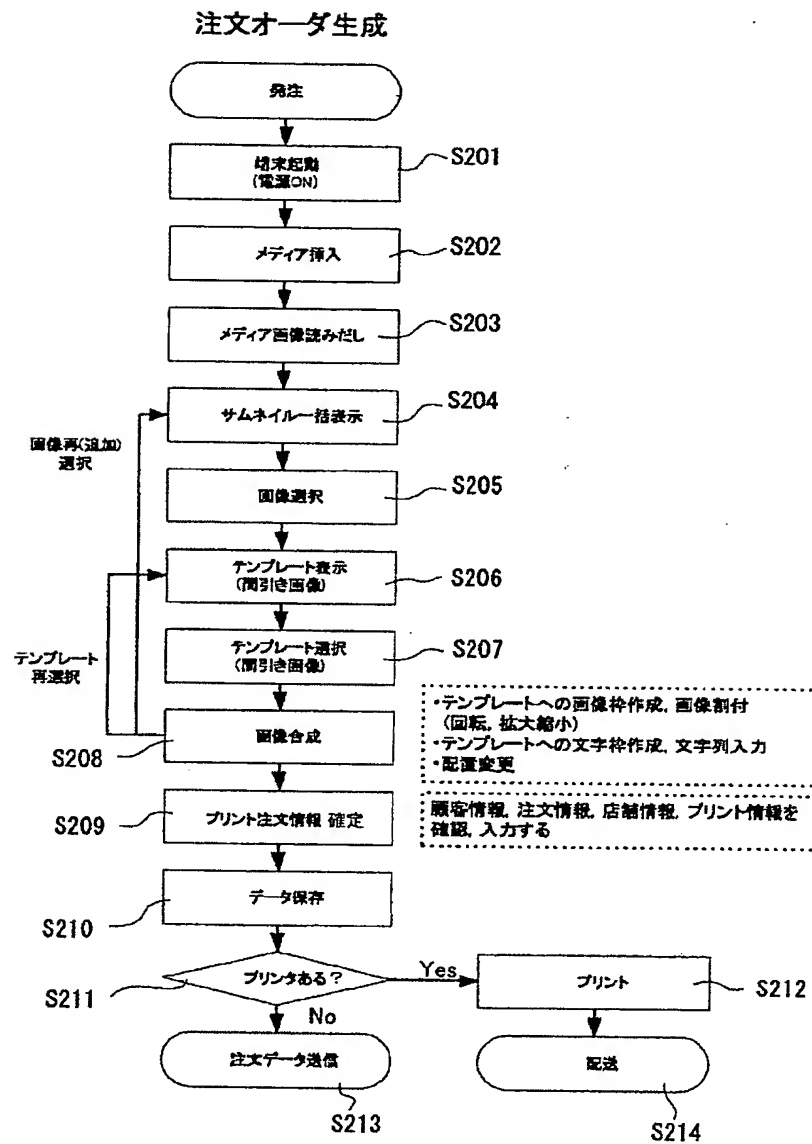 注文オーダ生成
発注
端末起動
(電源ON)
S201
メディア挿入
S202
メディア画像読みだし
S203
サムネイル一括表示
S204
画像再(追加)
選択
画像選択
S205
テンプレート表示
(間引き画像)
S206
テンプレート選択
(間引き画像)
S207
テンプレート
再選択
画像合成
S208
・テンプレートへの画像枠作成, 画像割付
(回転, 拡大縮小)
・テンプレートへの文字枠作成, 文字列入力
・配置変更
プリント注文情報 確定
S209
顧客情報, 注文情報, 店舗情報, プリント情報を
確認, 入力する
データ保存
S210
プリンタある?
S211
Yes
プリント
S212
No
注文データ送信
S213
配送
S214